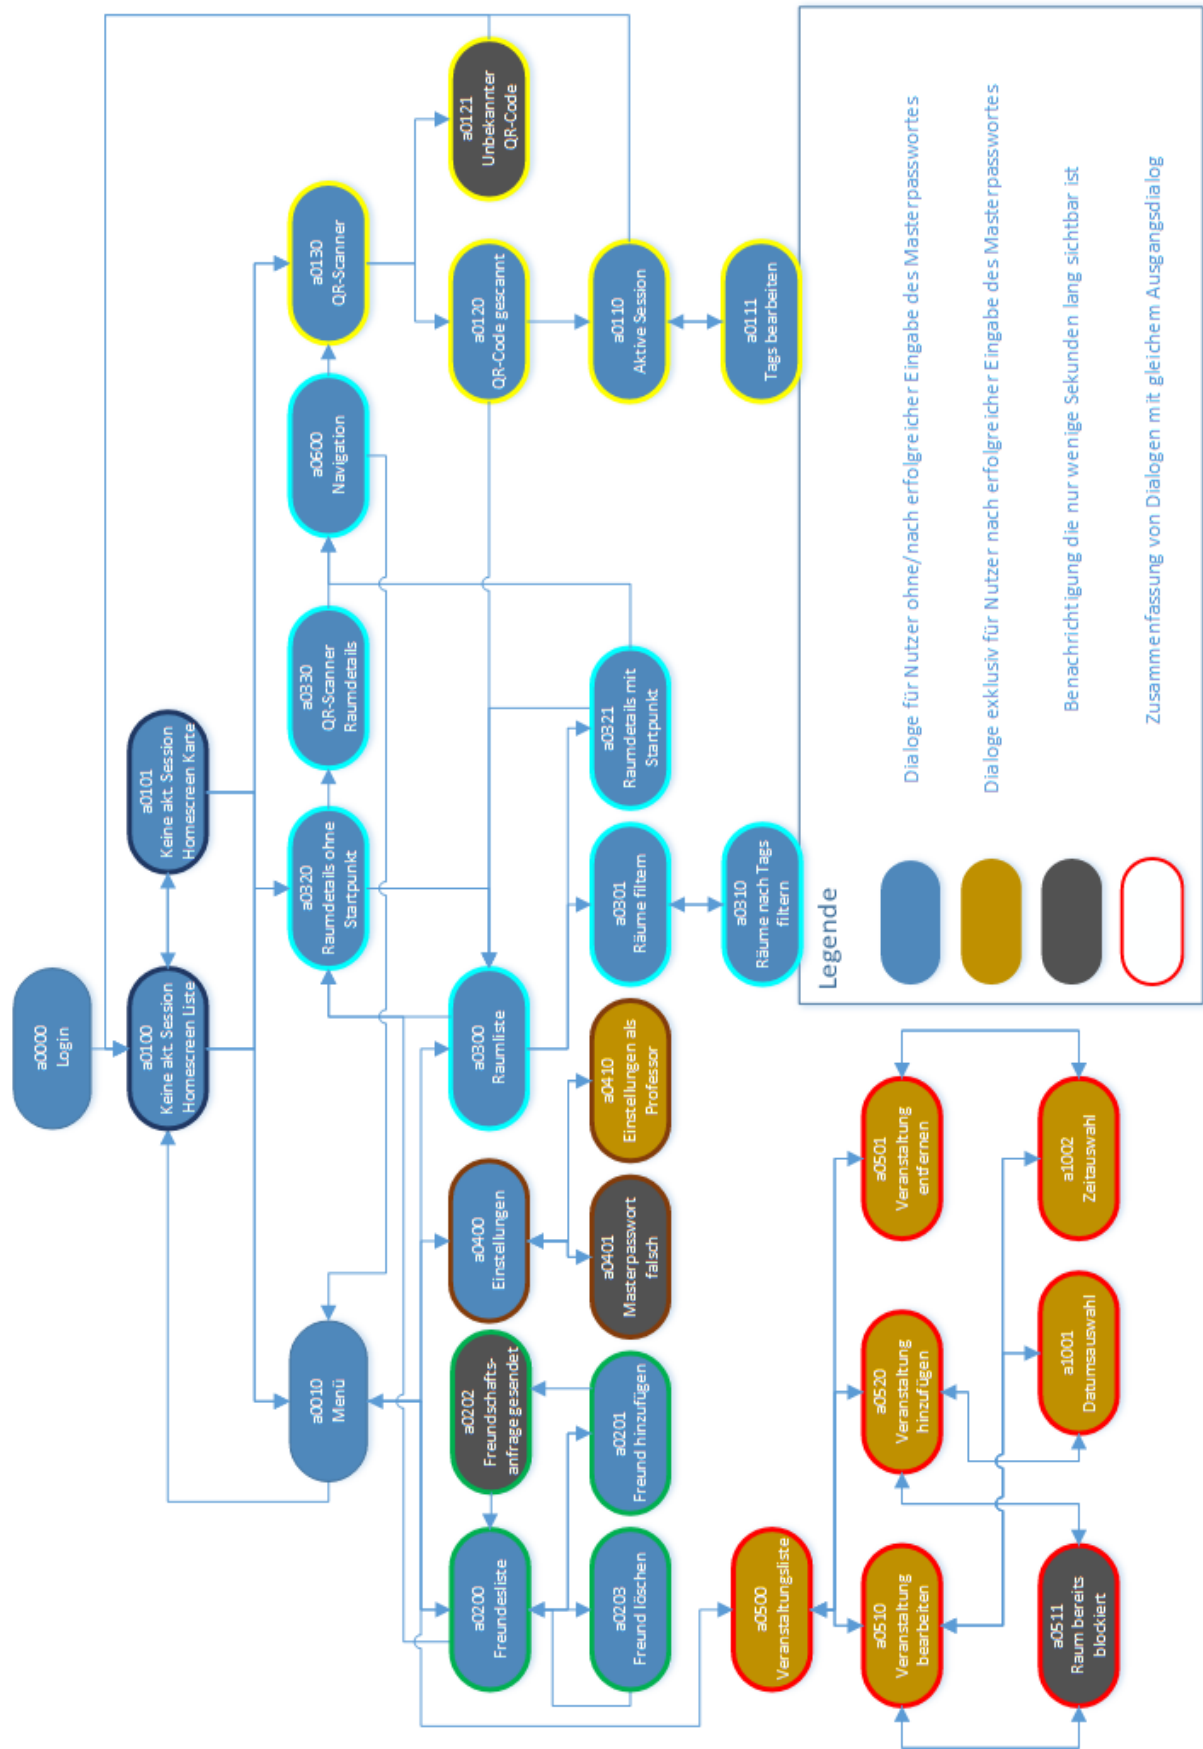 a0000
Login
a0100
Keine akt. Session
Homescreen Liste
a0101
Keine akt. Session
Homescreen Karte
a0010
Menü
a0320
Raumdetails ohne
Startpunkt
a0330
QR-Scanner
Raumdetails
a0600
Navigation
a0130
QR-Scanner
a0200
Freundesliste
a0202
Freundschafts-
anfrage gesendet
a0400
Einstellungen
a0300
Raumliste
a0120
QR-Code gescannt
a0121
Unbekannter
QR-Code
a0203
Freund löschen
a0201
Freund hinzufügen
a0401
Masterpasswort
falsch
a0410
Einstellungen als
Professor
a0301
Räume filtern
a0321
Raumdetails mit
Startpunkt
a0110
Aktive Session
a0500
Veranstaltungsliste
a0310
Räume nach Tags
filtern
a0111
Tags bearbeiten
a0510
Veranstaltung
bearbeiten
a0520
Veranstaltung
hinzufügen
a0501
Veranstaltung
entfernen
a0511
Raum bereits
blockiert
a1001
Datumsauswahl
a1002
Zeitauswahl
Legende
Dialoge für Nutzer ohne/nach erfolgreicher Eingabe des Masterpasswortes
Dialoge exklusiv für Nutzer nach erfolgreicher Eingabe des Masterpasswortes
Benachrichtigung die nur wenige Sekunden lang sichtbar ist
Zusammenfassung von Dialogen mit gleichem Ausgangsdialog